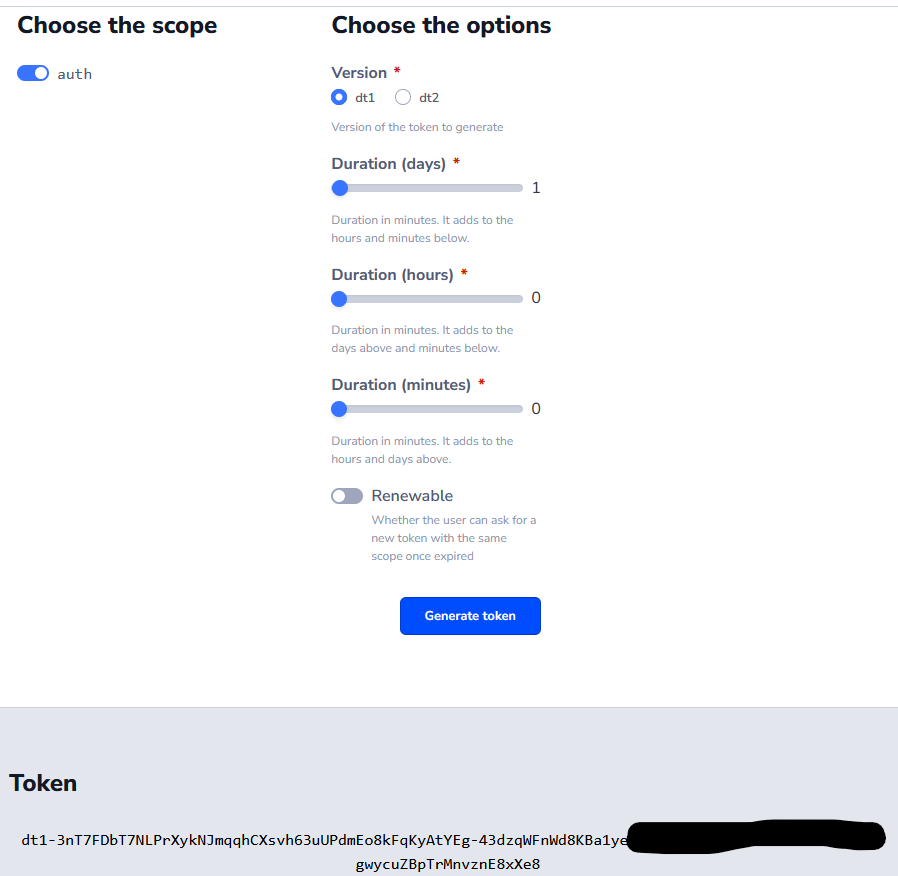 Choose the scope
auth
Choose the options
Version *
dt1 dt2
Version of the token to generate
Duration (days) *
1
Duration in minutes. It adds to the
hours and minutes below.
Duration (hours) *
0
Duration in minutes. It adds to the
days above and minutes below.
Duration (minutes) *
0
Duration in minutes. It adds to the
hours and days above.
Renewable
Whether the user can ask for a
new token with the same
scope once expired
Generate token
Token
dt1-3nT7FDbT7NLPrXykNJmqqhCXsvh63uUPdmEo8kFqKyAtYEg-43dzqWFnWd8KBa1ye
gwycuZBpTrMnvznE8xXe8